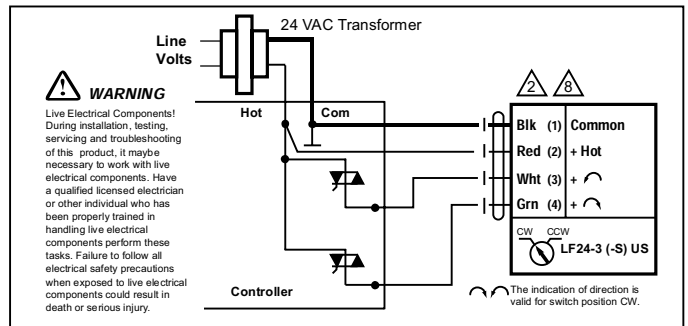 24 VAC Transformer
Line
Volts
WARNING
Live Electrical Components!
During installation, testing,
servicing and troubleshooting
of this product, it maybe
necessary to work with live
electrical components. Have
a qualified licensed electrician
or other individual who has
been properly trained in
handling live electrical
components perform these
tasks. Failure to follow all
electrical safety precautions
when exposed to live electrical
components could result in
death or serious injury.
Hot Com
Controller
2 8
Blk (1) Common
Red (2) + Hot
Wht (3) +
Grn (4) +
CW CCW
LF24-3 (-S) US
The indication of direction is
valid for switch position CW.